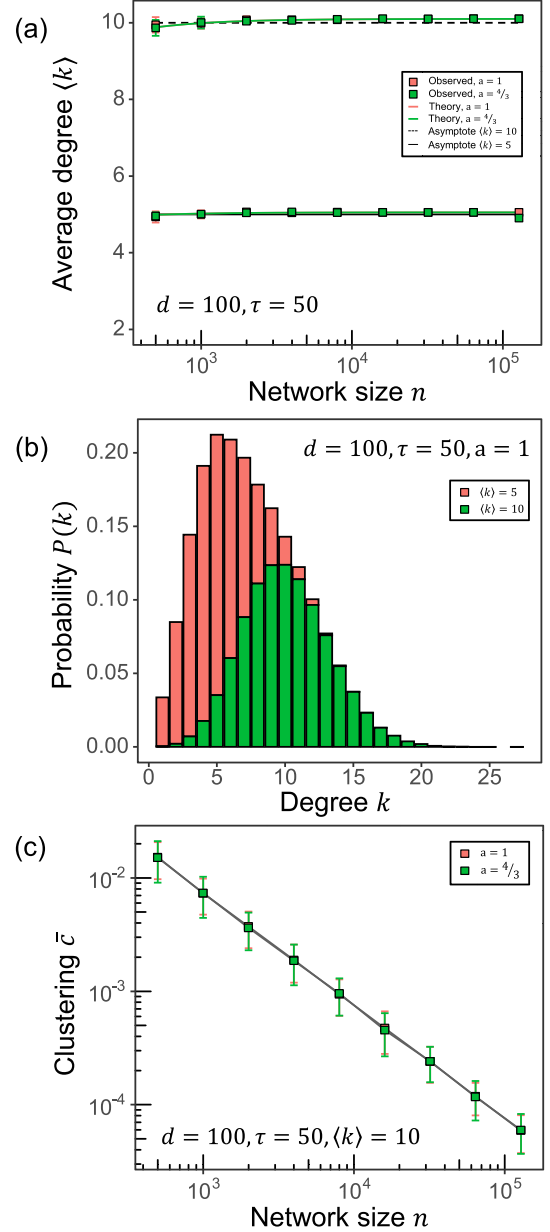 (a)
Average degree ⟨k⟩
10
8
6
4
2
Observed, a = 1
Observed, a = 4/3
Theory, a = 1
Theory, a = 4/3
Asymptote ⟨k⟩ = 10
Asymptote ⟨k⟩ = 5
d = 100, τ = 50
10³ 10⁴ 10⁵
Network size n
(b)
Probability P(k)
0.20
0.15
0.10
0.05
0.00
d = 100, τ = 50, a = 1
⟨k⟩ = 5
⟨k⟩ = 10
0 5 10 15 20 25
Degree k
(c)
Clustering c̄
10⁻²
10⁻³
10⁻⁴
a = 1
a = 4/3
d = 100, τ = 50, ⟨k⟩ = 10
10³ 10⁴ 10⁵
Network size n